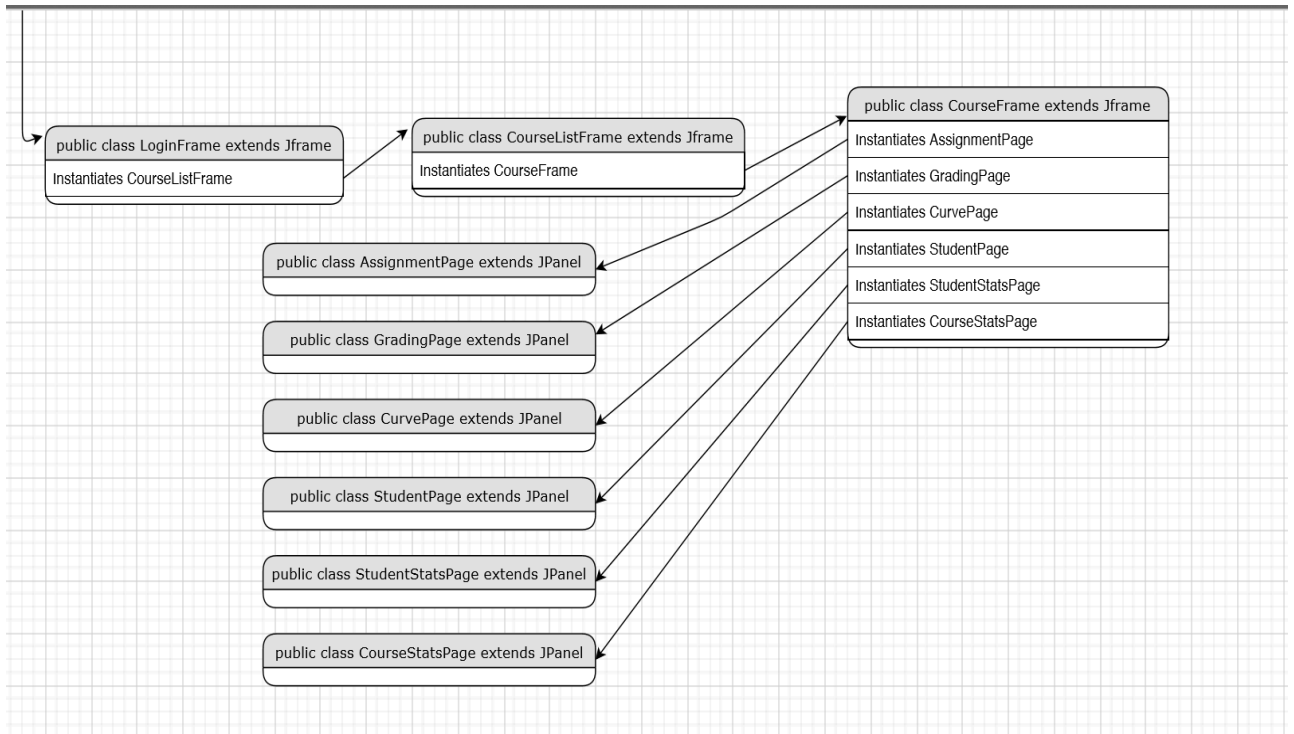 public class LoginFrame extends Jframe
Instantiates CourseListFrame
public class CourseListFrame extends Jframe
Instantiates CourseFrame
public class CourseFrame extends Jframe
Instantiates AssignmentPage
Instantiates GradingPage
Instantiates CurvePage
Instantiates StudentPage
Instantiates StudentStatsPage
Instantiates CourseStatsPage
public class AssignmentPage extends JPanel
public class GradingPage extends JPanel
public class CurvePage extends JPanel
public class StudentPage extends JPanel
public class StudentStatsPage extends JPanel
public class CourseStatsPage extends JPanel